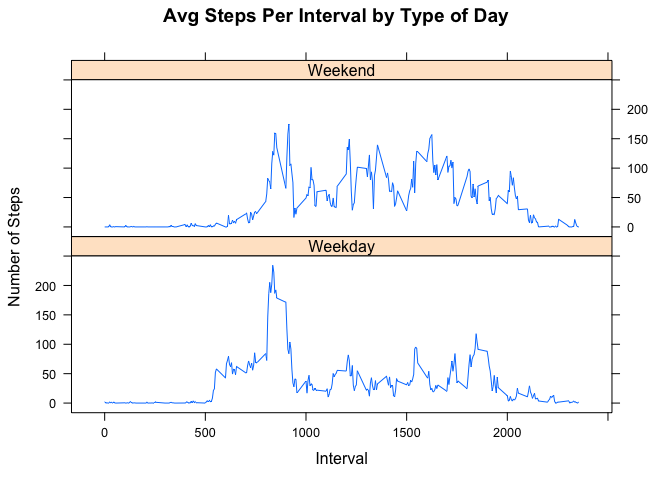 Avg Steps Per Interval by Type of Day
Weekend
200
150
100
50
0
Number of Steps
Weekday
200
150
100
50
0
0 500 1000 1500 2000
Interval